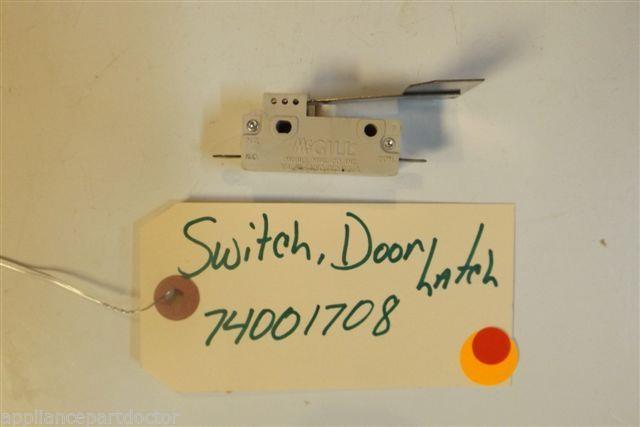 McGILL
N.O.
Switch, Door
Latch
74001708
appliancepartdoctor